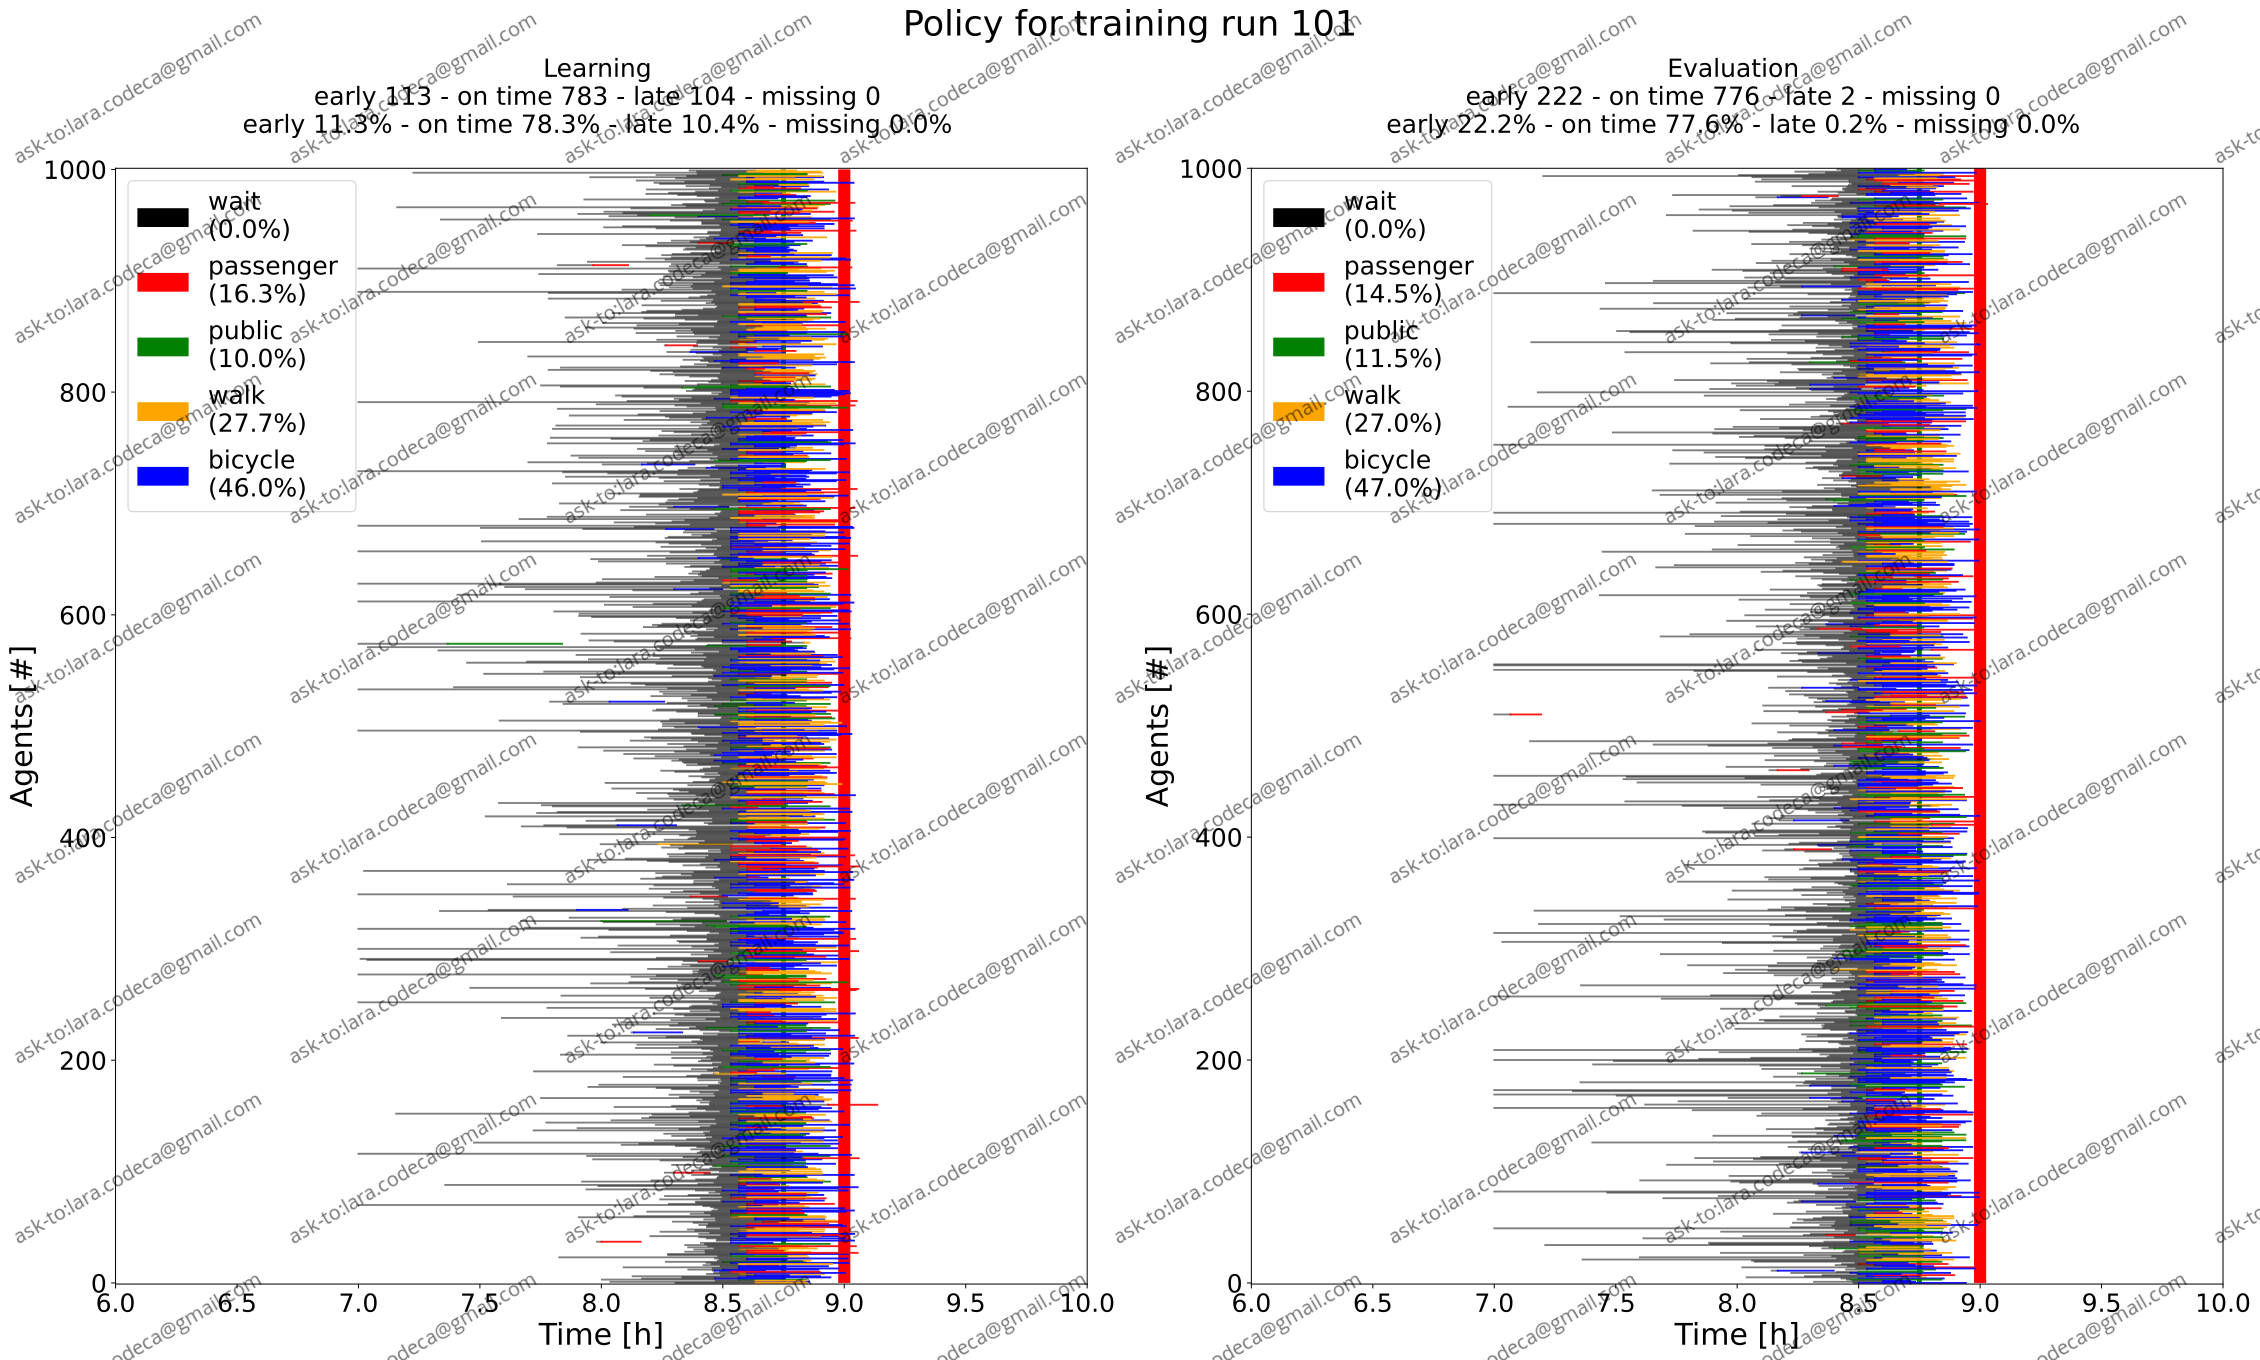 Policy for training run 101
Learning
early 113 - on time 783 - late 104 - missing 0
early 11.3% - on time 78.3% - late 10.4% - missing 0.0%
wait
(0.0%)
passenger
(16.3%)
public
(10.0%)
walk
(27.7%)
bicycle
(46.0%)
1000
800
600
400
200
0
Agents [#]
6.0 6.5 7.0 7.5 8.0 8.5 9.0 9.5 10.0
Time [h]
Evaluation
early 222 - on time 776 - late 2 - missing 0
early 22.2% - on time 77.6% - late 0.2% - missing 0.0%
wait
(0.0%)
passenger
(14.5%)
public
(11.5%)
walk
(27.0%)
bicycle
(47.0%)
1000
800
600
400
200
0
Agents [#]
6.0 6.5 7.0 7.5 8.0 8.5 9.0 9.5 10.0
Time [h]
ask-to:lara.codeca@gmail.com